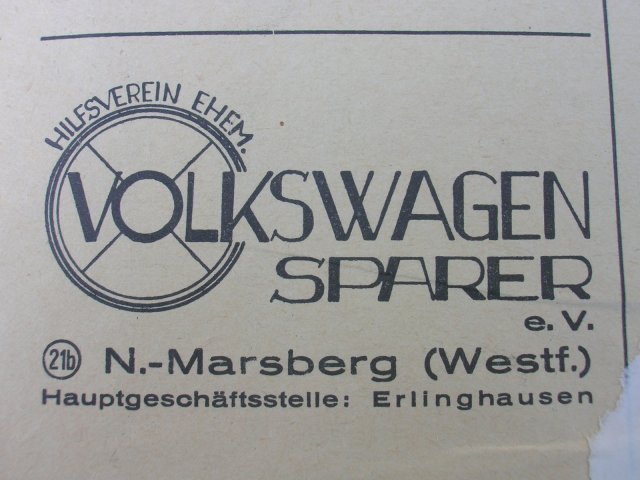 HILFSVEREIN EHEM.
VOLKSWAGEN
SPARER
e.V.
21b N.-Marsberg (Westf.)
Hauptgeschäftsstelle: Erlinghausen